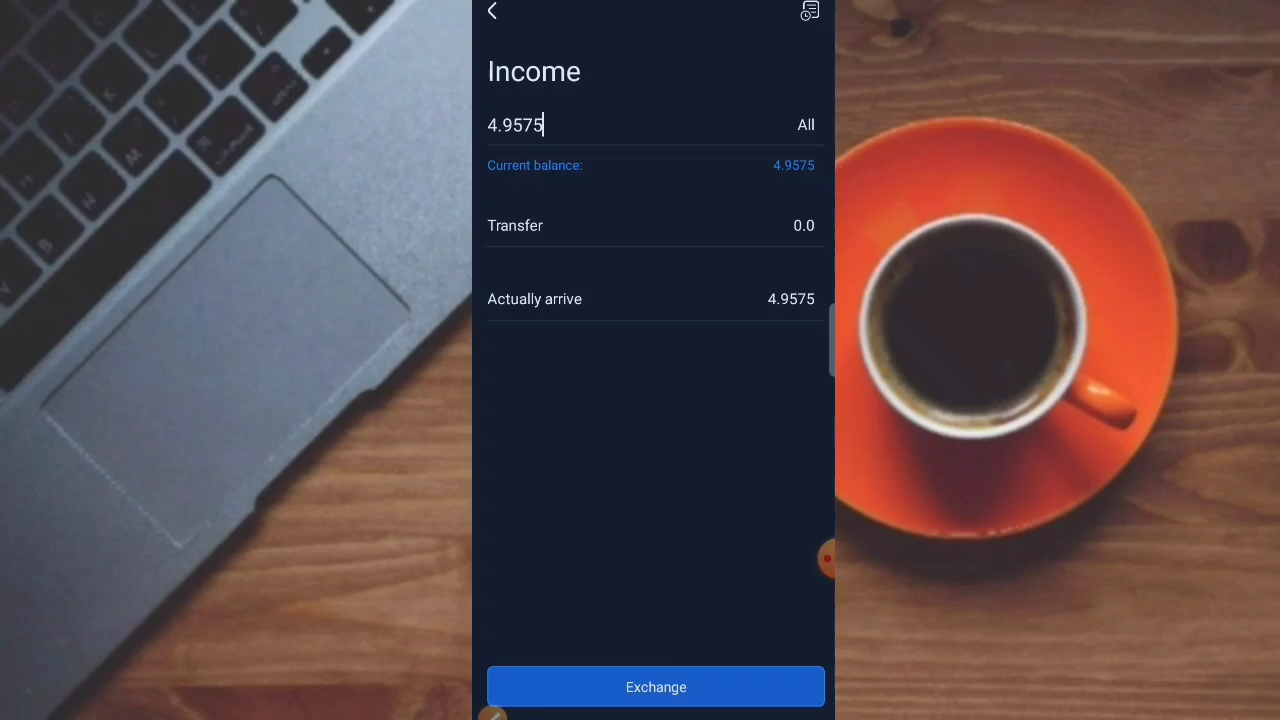 Income
4.9575 All
Current balance: 4.9575
Transfer 0.0
Actually arrive 4.9575
Exchange